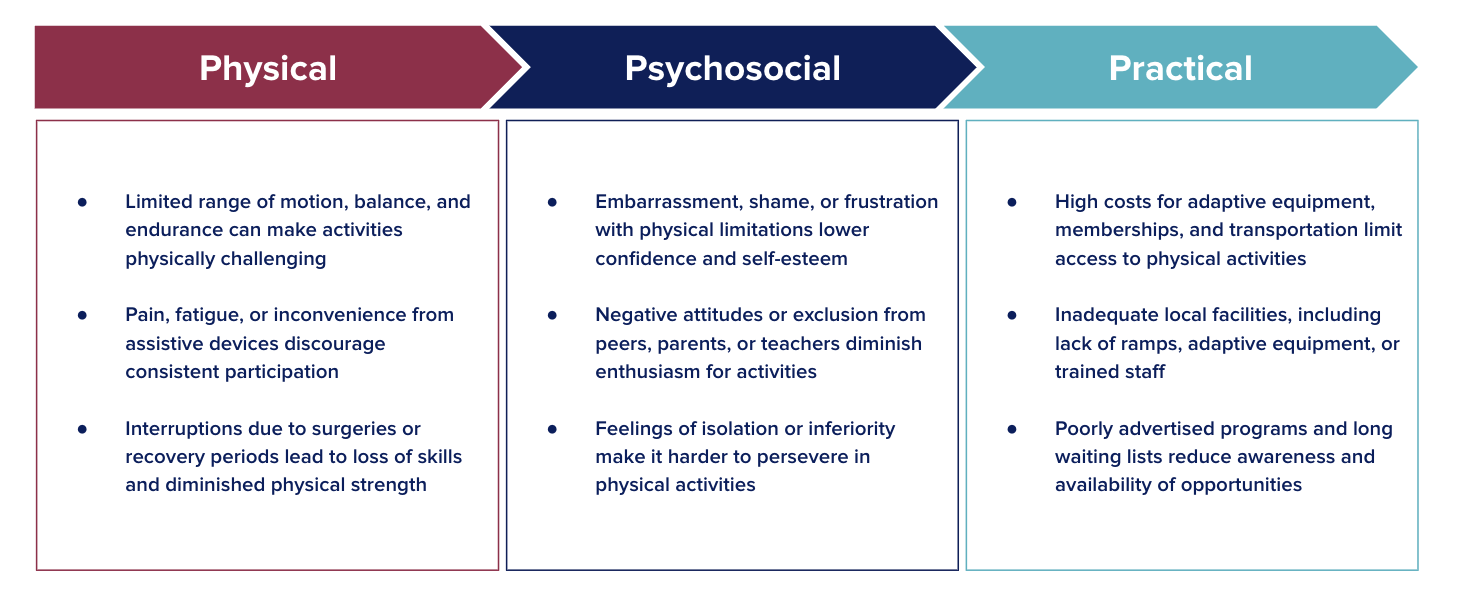 Physical
Psychosocial
Practical
● Limited range of motion, balance, and
endurance can make activities
physically challenging
● Pain, fatigue, or inconvenience from
assistive devices discourage
consistent participation
● Interruptions due to surgeries or
recovery periods lead to loss of skills
and diminished physical strength
● Embarrassment, shame, or frustration
with physical limitations lower
confidence and self-esteem
● Negative attitudes or exclusion from
peers, parents, or teachers diminish
enthusiasm for activities
● Feelings of isolation or inferiority
make it harder to persevere in
physical activities
● High costs for adaptive equipment,
memberships, and transportation limit
access to physical activities
● Inadequate local facilities, including
lack of ramps, adaptive equipment, or
trained staff
● Poorly advertised programs and long
waiting lists reduce awareness and
availability of opportunities